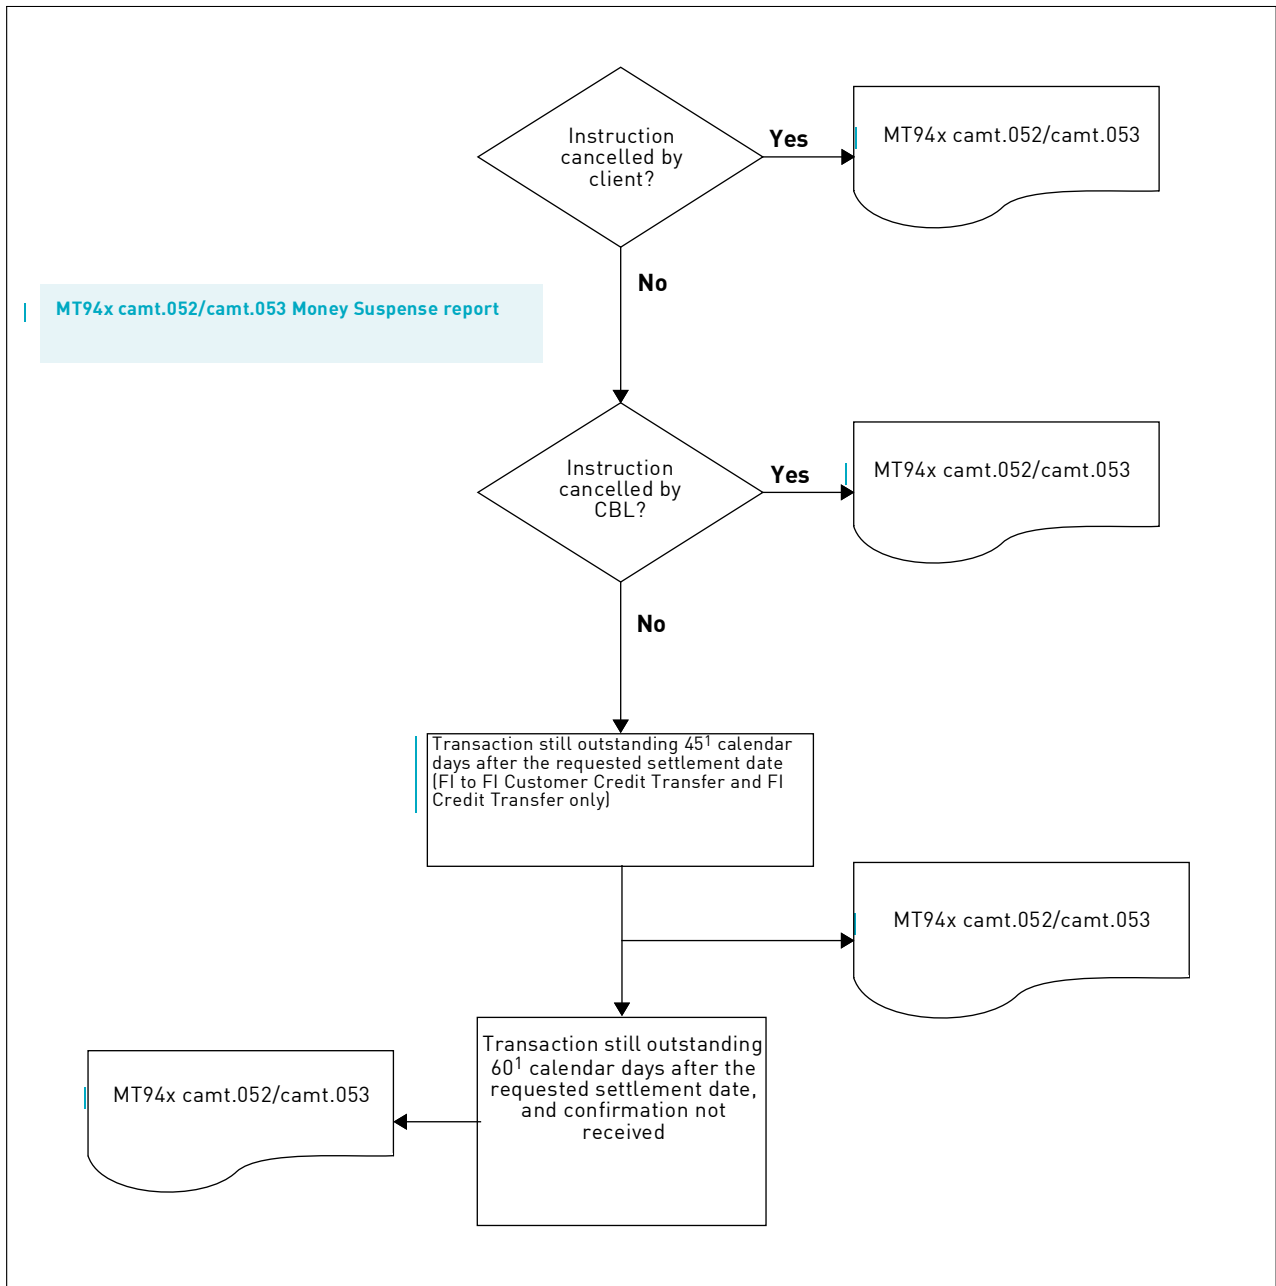 Instruction
cancelled by
client?
Yes
MT94x camt.052/camt.053
No
MT94x camt.052/camt.053 Money Suspense report
Instruction
cancelled by
CBL?
Yes
MT94x camt.052/camt.053
No
Transaction still outstanding 45¹ calendar
days after the requested settlement date
(FI to FI Customer Credit Transfer and FI
Credit Transfer only)
MT94x camt.052/camt.053
Transaction still outstanding
60¹ calendar days after the
requested settlement date,
and confirmation not
received
MT94x camt.052/camt.053